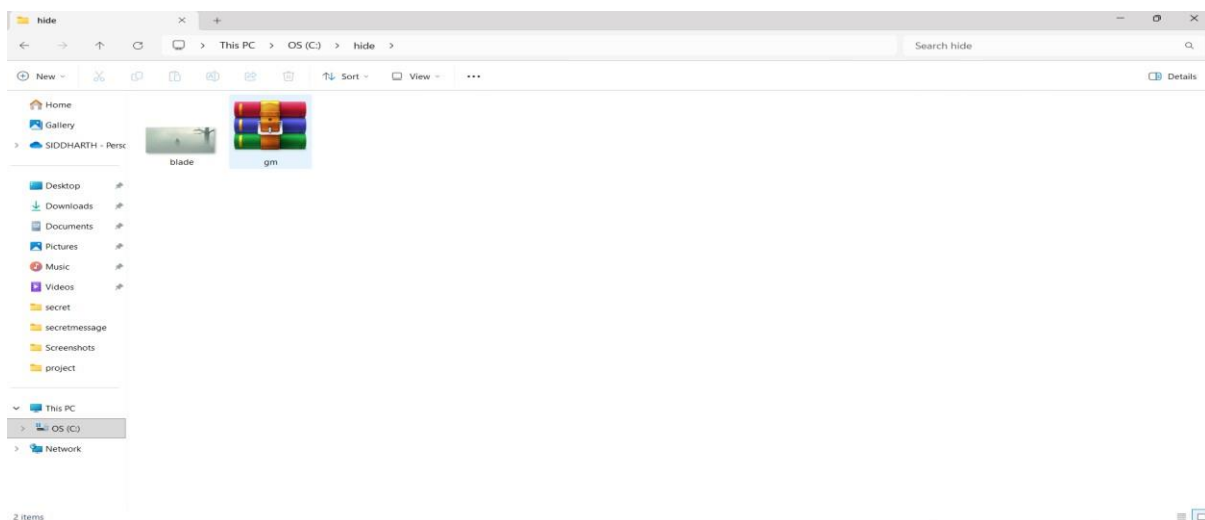 hide
This PC > OS (C:) > hide >
Search hide
New
Sort
View
Details
Home
Gallery
SIDDHARTH - Persc
Desktop
Downloads
Documents
Pictures
Music
Videos
secret
secretmessage
Screenshots
project
This PC
OS (C:)
Network
blade
gm
2 items